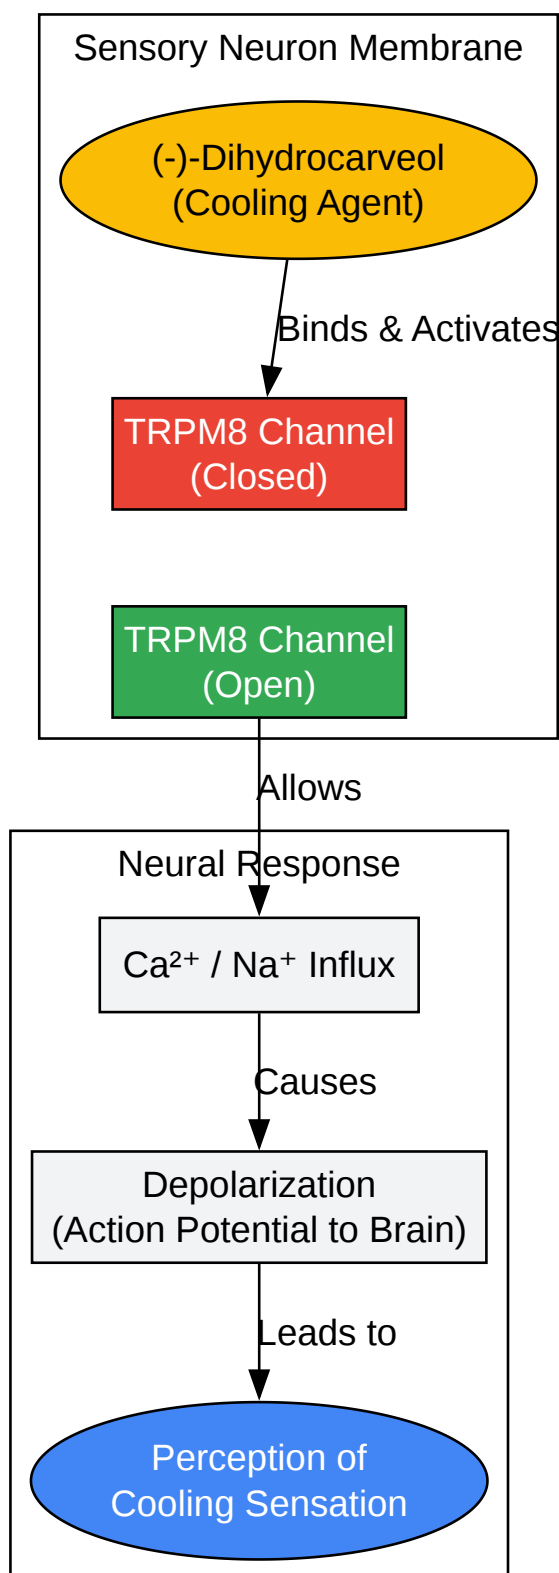 Sensory Neuron Membrane
(-)-Dihydrocarveol
(Cooling Agent)
Binds & Activates
TRPM8 Channel
(Closed)
TRPM8 Channel
(Open)
Allows
Neural Response
Ca²⁺ / Na⁺ Influx
Causes
Depolarization
(Action Potential to Brain)
Leads to
Perception of
Cooling Sensation